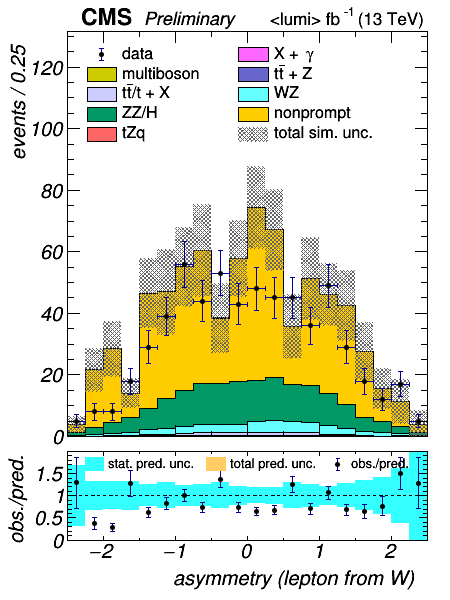 CMS Preliminary <lumi> fb⁻¹ (13 TeV)
events / 0.25
120
100
80
60
40
20
0
data
X + γ
multiboson
tt̄ + Z
tt̄/t + X
WZ
ZZ/H
nonprompt
tZq
total sim. unc.
obs./pred.
1.5
1
0.5
0
stat. pred. unc.
total pred. unc.
obs./pred.
−2 −1 0 1 2
asymmetry (lepton from W)